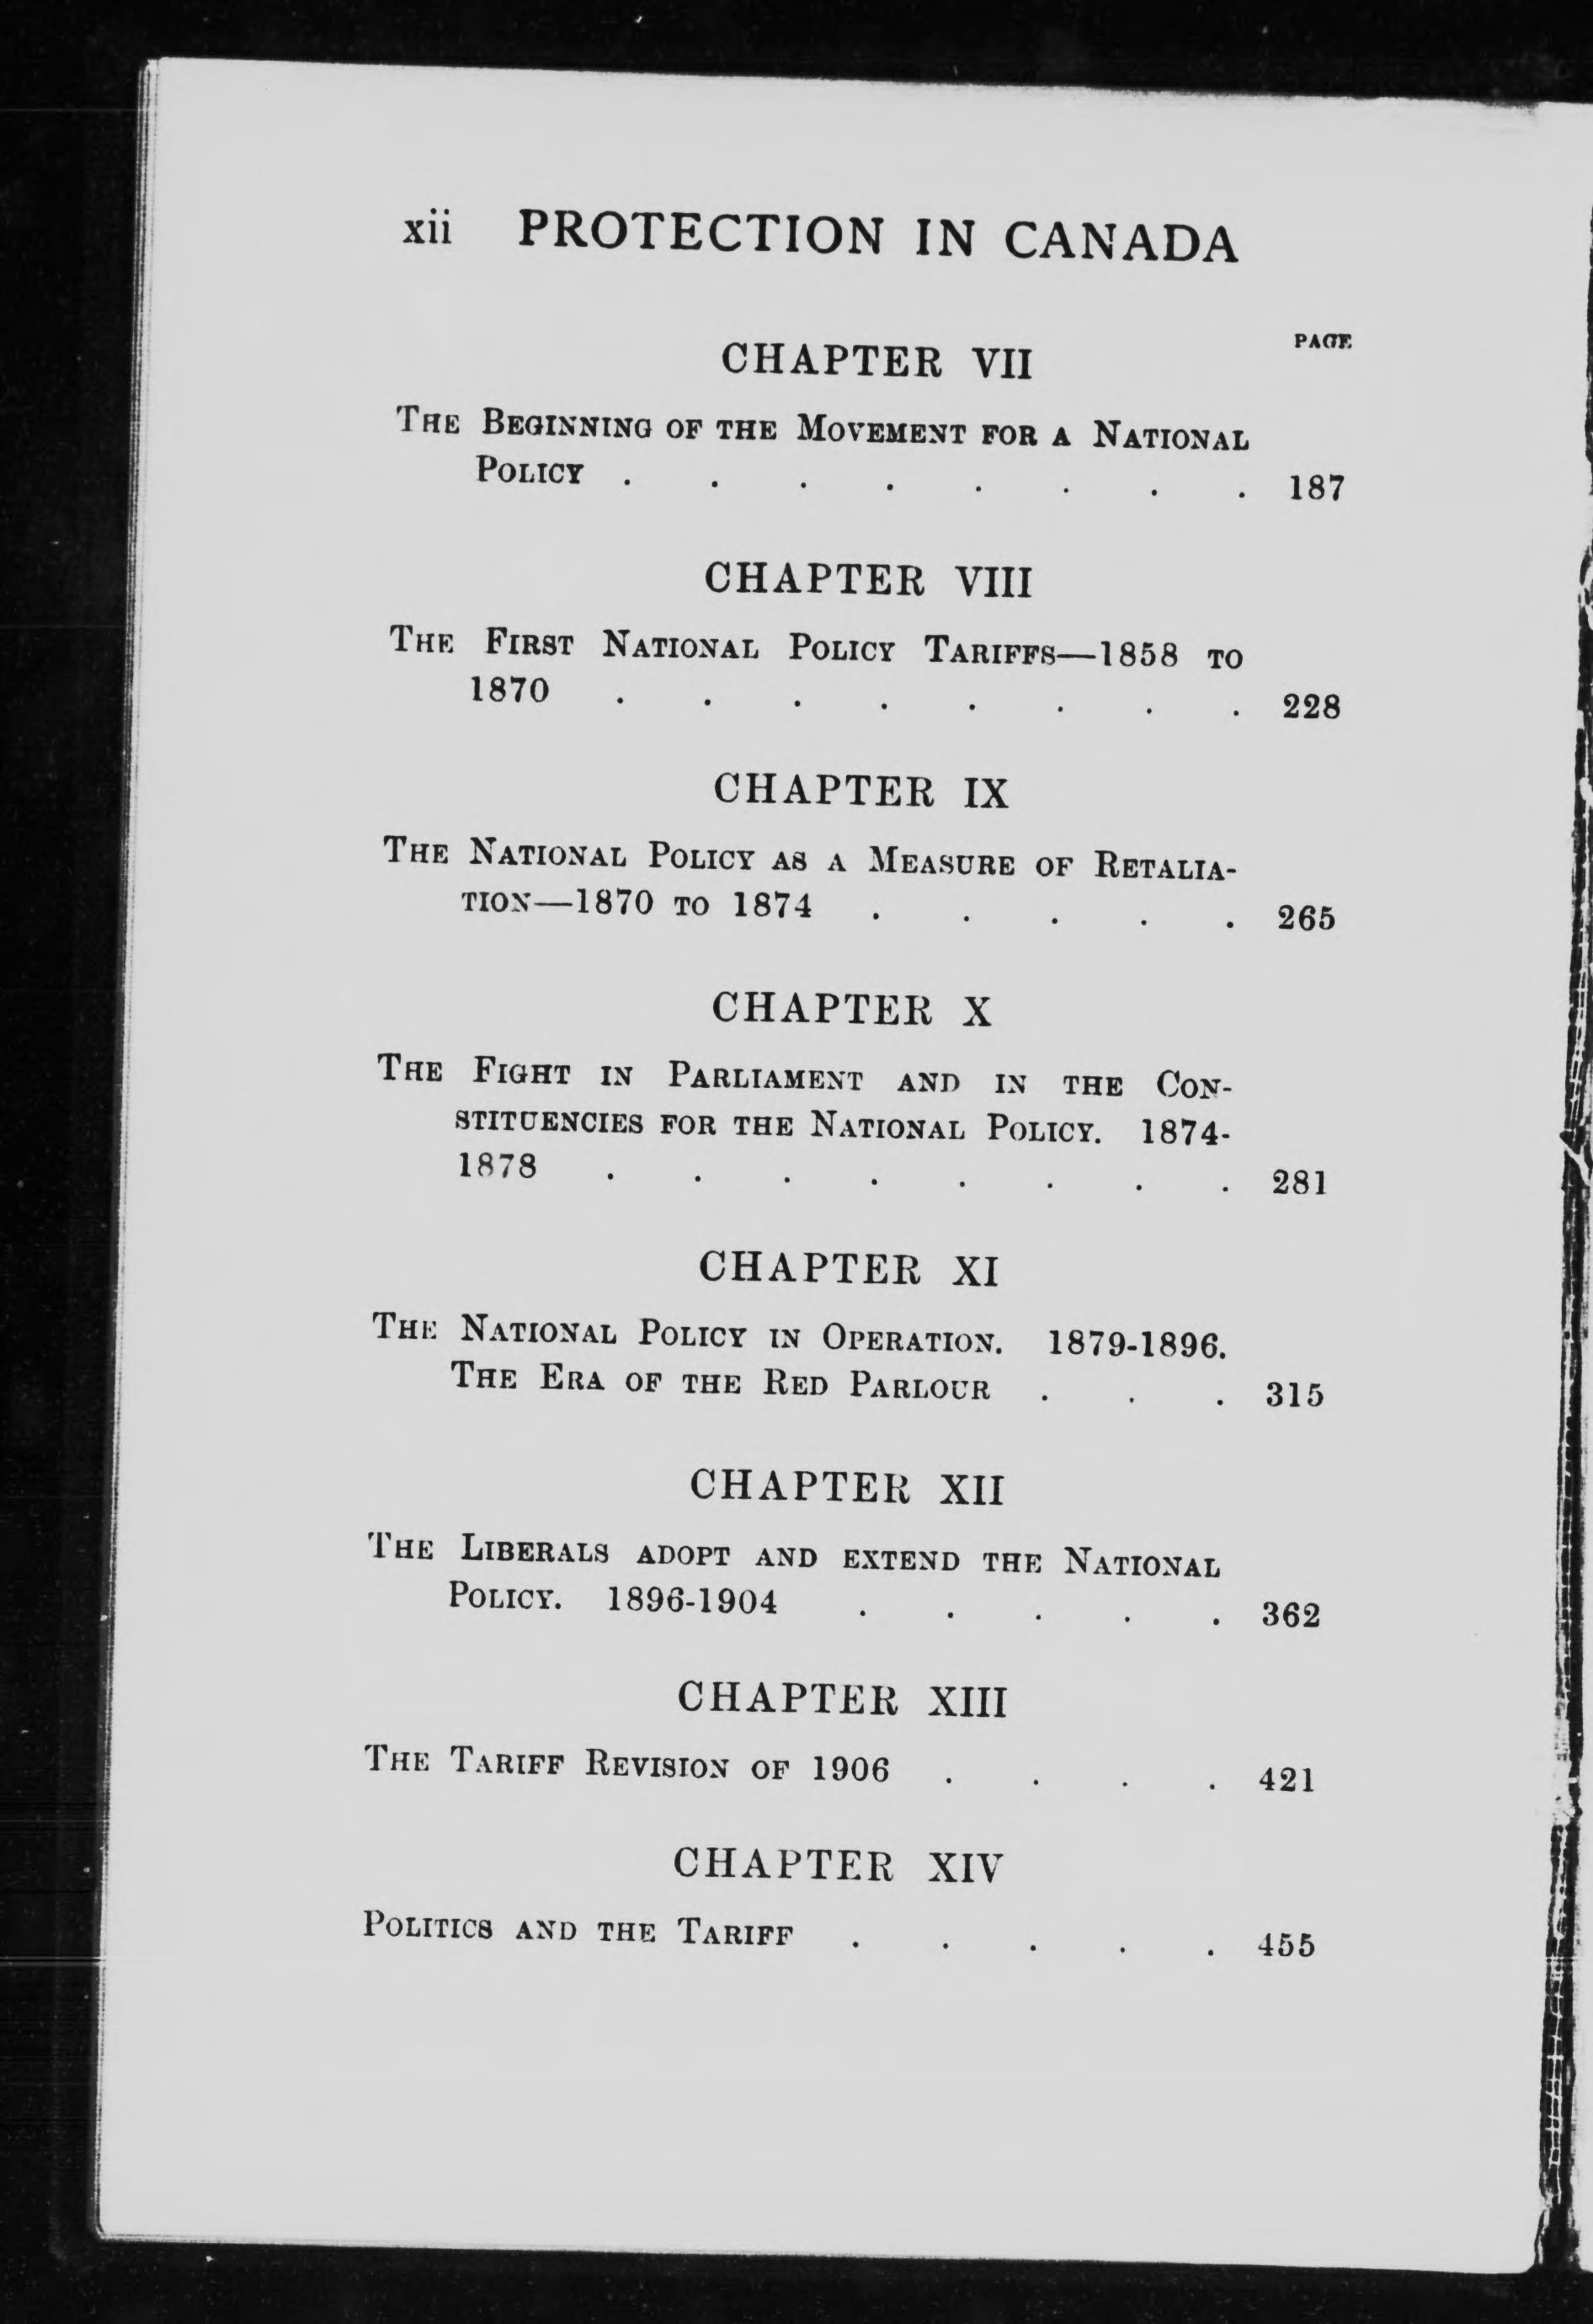 xii PROTECTION IN CANADA
PAGE
CHAPTER VII
THE BEGINNING OF THE MOVEMENT FOR A NATIONAL
POLICY . . . . . . . . 187
CHAPTER VIII
THE FIRST NATIONAL POLICY TARIFFS—1858 TO
1870 . . . . . . . . 228
CHAPTER IX
THE NATIONAL POLICY AS A MEASURE OF RETALIA-
TION—1870 TO 1874 . . . . . 265
CHAPTER X
THE FIGHT IN PARLIAMENT AND IN THE CON-
STITUENCIES FOR THE NATIONAL POLICY. 1874-
1878 . . . . . . . . 281
CHAPTER XI
THE NATIONAL POLICY IN OPERATION. 1879-1896.
THE ERA OF THE RED PARLOUR . . . 315
CHAPTER XII
THE LIBERALS ADOPT AND EXTEND THE NATIONAL
POLICY. 1896-1904 . . . . . 362
CHAPTER XIII
THE TARIFF REVISION OF 1906 . . . . 421
CHAPTER XIV
POLITICS AND THE TARIFF . . . . . 455